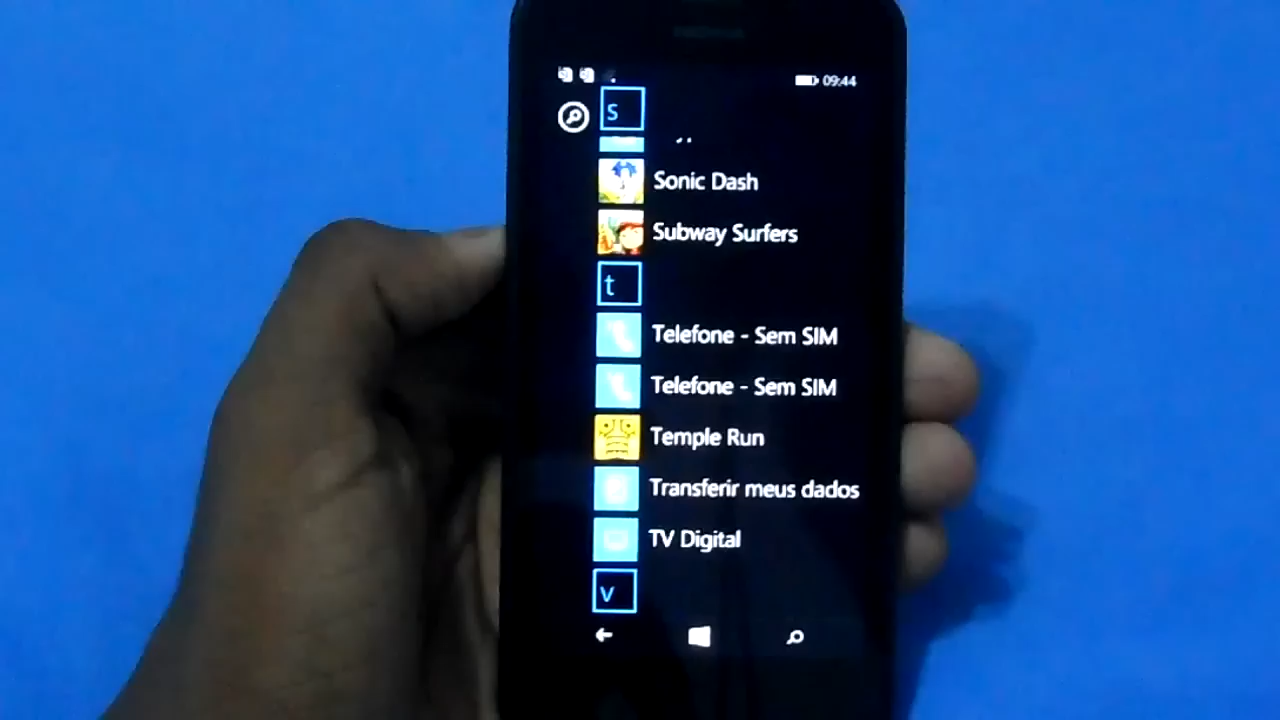 09:44
s
Sonic Dash
Subway Surfers
t
Telefone - Sem SIM
Telefone - Sem SIM
Temple Run
Transferir meus dados
TV Digital
v